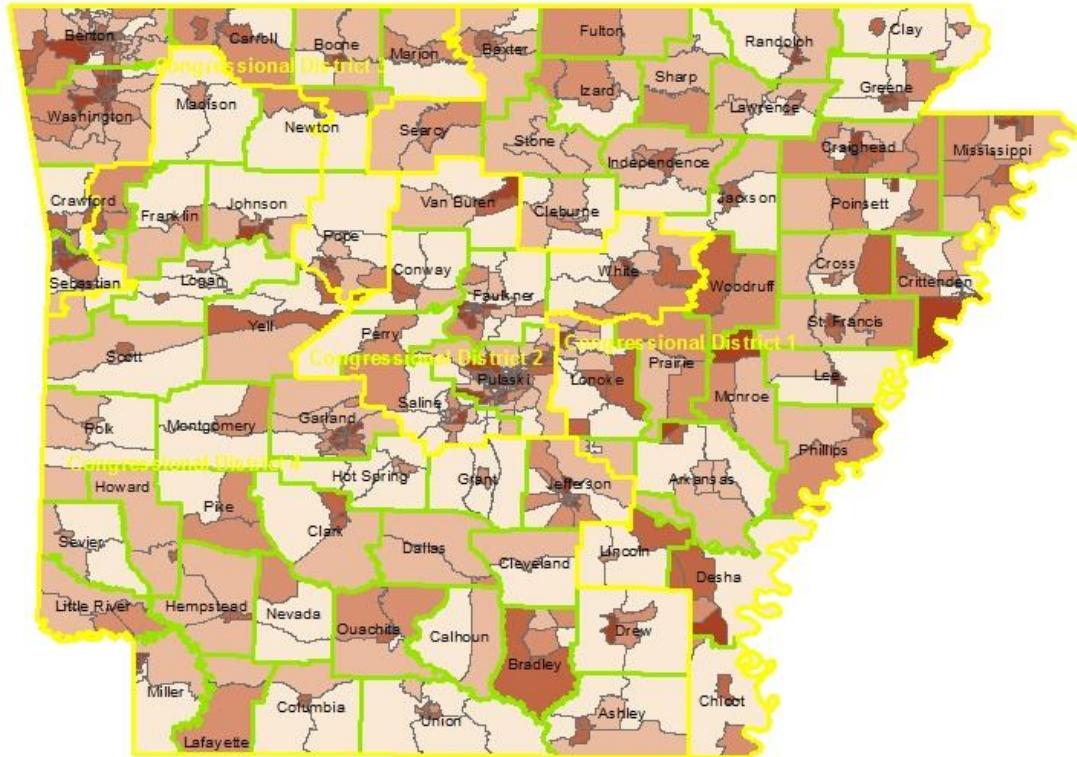 Benton
Carroll
Boone
Marion
Baxter
Fulton
Randolph
Clay
Congressional District 3
Sharp
Izard
Greene
Madison
Lawrence
Washington
Newton
Searcy
Stone
Independence
Craighead
Mississippi
Crawford
Franklin
Johnson
Van Buren
Cleburne
Jackson
Poinsett
Pope
Conway
White
Cross
Crittenden
Sebastian
Logan
Faulkner
Woodruff
Yell
Perry
St. Francis
Scott
Congressional District 2
Congressional District 1
Prairie
Pulaski
Lonoke
Lee
Saline
Monroe
Polk
Montgomery
Garland
Phillips
Congressional District 4
Hot Spring
Grant
Jefferson
Arkansas
Howard
Pike
Clark
Sevier
Dallas
Cleveland
Lincoln
Desha
Little River
Hempstead
Nevada
Ouachita
Calhoun
Drew
Bradley
Miller
Columbia
Union
Ashley
Chicot
Lafayette